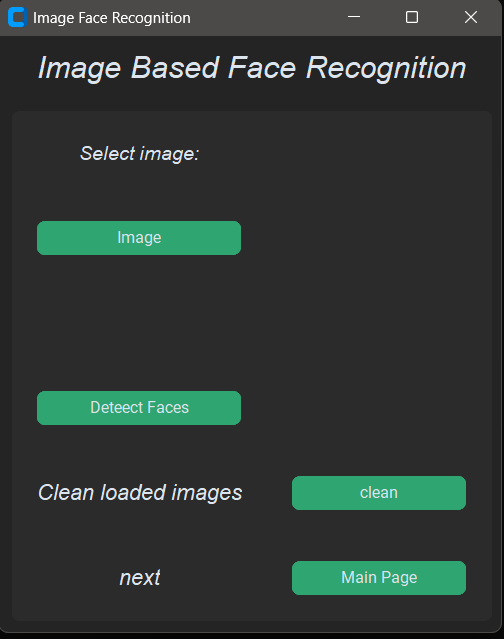 Image Face Recognition
Image Based Face Recognition
Select image:
Image
Deteect Faces
Clean loaded images
clean
next
Main Page